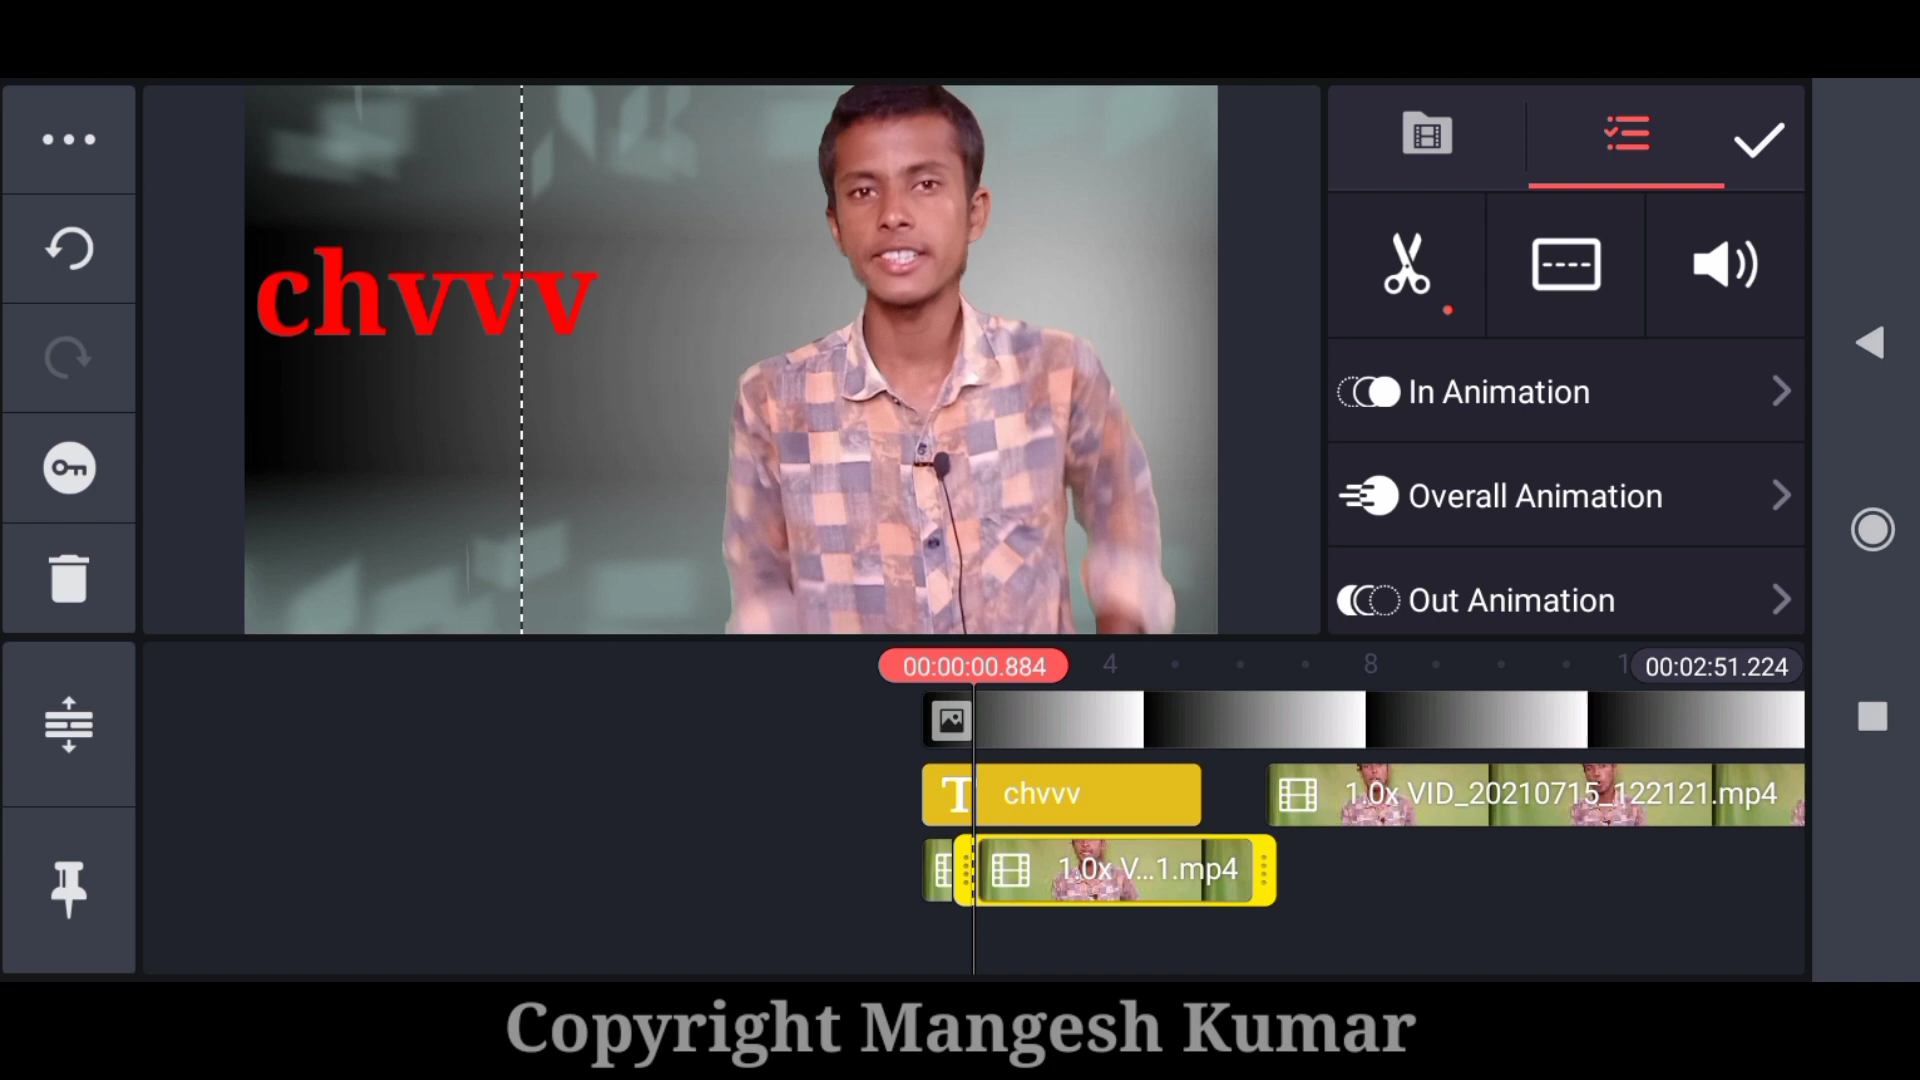 chvvv
In Animation
Overall Animation
Out Animation
00:00:00.884
4
8
1
00:02:51.224
T
chvvv
1.0x VID_20210715_122121.mp4
1.0x V...1.mp4
Copyright Mangesh Kumar